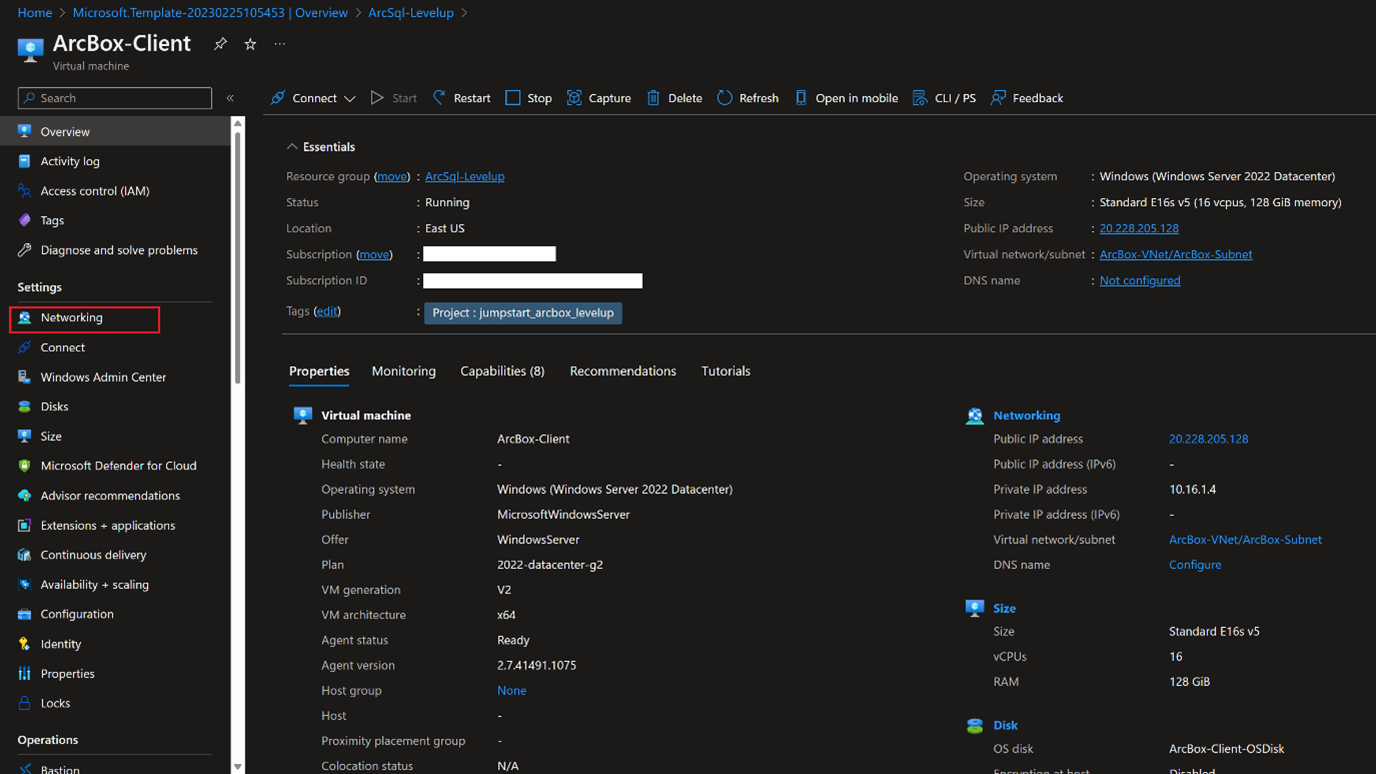 Home > Microsoft.Template-20230225105453 | Overview > ArcSql-Levelup >
ArcBox-Client
Virtual machine
Search
Connect
Start
Restart
Stop
Capture
Delete
Refresh
Open in mobile
CLI / PS
Feedback
Overview
Activity log
Access control (IAM)
Tags
Diagnose and solve problems
Settings
Networking
Connect
Windows Admin Center
Disks
Size
Microsoft Defender for Cloud
Advisor recommendations
Extensions + applications
Continuous delivery
Availability + scaling
Configuration
Identity
Properties
Locks
Operations
Bastion
Essentials
Resource group (move) : ArcSql-Levelup
Status : Running
Location : East US
Subscription (move) :
Subscription ID :
Tags (edit) : Project : jumpstart_arcbox_levelup
Operating system : Windows (Windows Server 2022 Datacenter)
Size : Standard E16s v5 (16 vcpus, 128 GiB memory)
Public IP address : 20.228.205.128
Virtual network/subnet : ArcBox-VNet/ArcBox-Subnet
DNS name : Not configured
Properties
Monitoring
Capabilities (8)
Recommendations
Tutorials
Virtual machine
Computer name ArcBox-Client
Health state -
Operating system Windows (Windows Server 2022 Datacenter)
Publisher MicrosoftWindowsServer
Offer WindowsServer
Plan 2022-datacenter-g2
VM generation V2
VM architecture x64
Agent status Ready
Agent version 2.7.41491.1075
Host group None
Host -
Proximity placement group -
Colocation status N/A
Networking
Public IP address 20.228.205.128
Public IP address (IPv6) -
Private IP address 10.16.1.4
Private IP address (IPv6) -
Virtual network/subnet ArcBox-VNet/ArcBox-Subnet
DNS name Configure
Size
Size Standard E16s v5
vCPUs 16
RAM 128 GiB
Disk
OS disk ArcBox-Client-OSDisk
Encryption at host Disabled